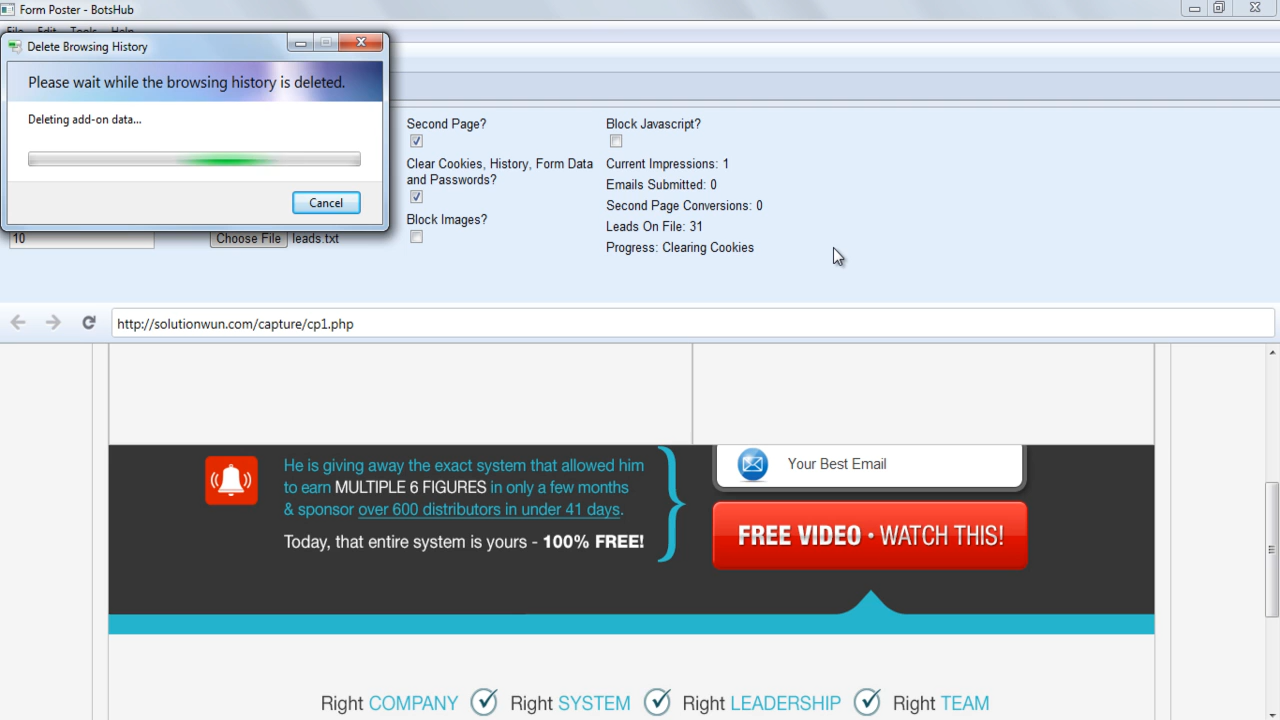 Form Poster - BotsHub
File Edit Tools Help
Delete Browsing History
Please wait while the browsing history is deleted.
Deleting add-on data...
Cancel
10
Choose File leads.txt
Second Page?
Clear Cookies, History, Form Data
and Passwords?
Block Images?
Block Javascript?
Current Impressions: 1
Emails Submitted: 0
Second Page Conversions: 0
Leads On File: 31
Progress: Clearing Cookies
http://solutionwun.com/capture/cp1.php
He is giving away the exact system that allowed him
to earn MULTIPLE 6 FIGURES in only a few months
& sponsor over 600 distributors in under 41 days.
Today, that entire system is yours - 100% FREE!
Your Best Email
FREE VIDEO • WATCH THIS!
Right COMPANY Right SYSTEM Right LEADERSHIP Right TEAM